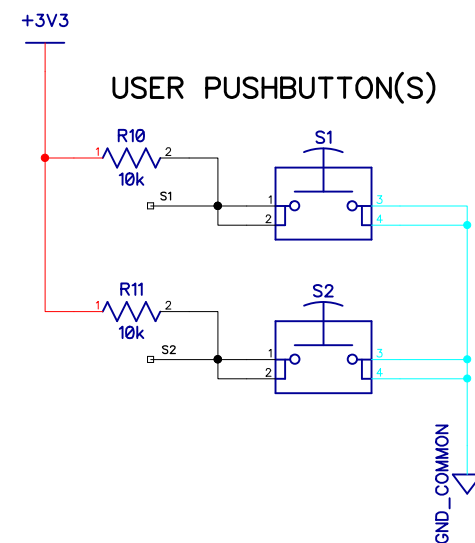 +3V3
USER PUSHBUTTON(S)
R10
1 2
10k
S1
S1
1 3
2 4
R11
1 2
10k
S2
S2
1 3
2 4
GND_COMMON